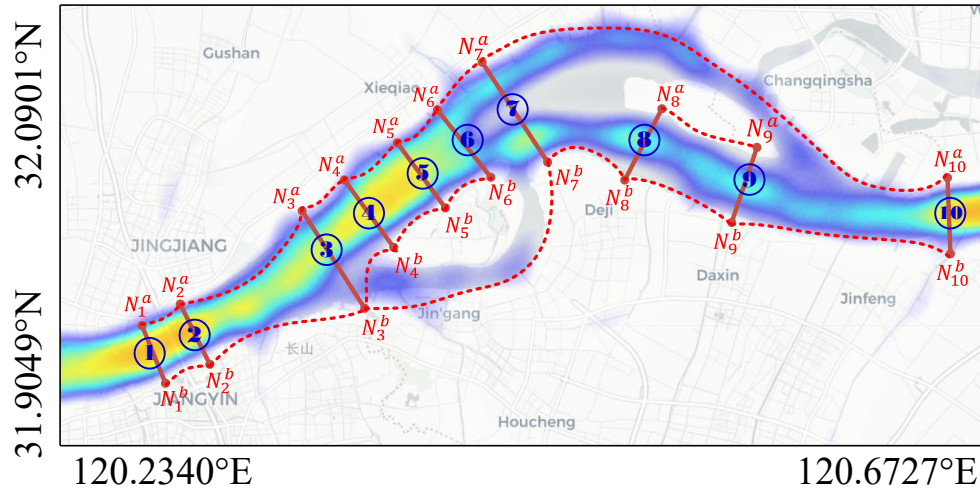 32.0901°N
31.9049°N
120.2340°E
120.6727°E
Gushan
Xieqiao
Changqingsha
JINGJIANG
Deji
Daxin
Jinfeng
Jin'gang
长山
JIANGYIN
Houcheng
N₁ᵃ
N₂ᵃ
N₃ᵃ
N₄ᵃ
N₅ᵃ
N₆ᵃ
N₇ᵃ
N₈ᵃ
N₉ᵃ
N₁₀ᵃ
N₁ᵇ
N₂ᵇ
N₃ᵇ
N₄ᵇ
N₅ᵇ
N₆ᵇ
N₇ᵇ
N₈ᵇ
N₉ᵇ
N₁₀ᵇ
1
2
3
4
5
6
7
8
9
10